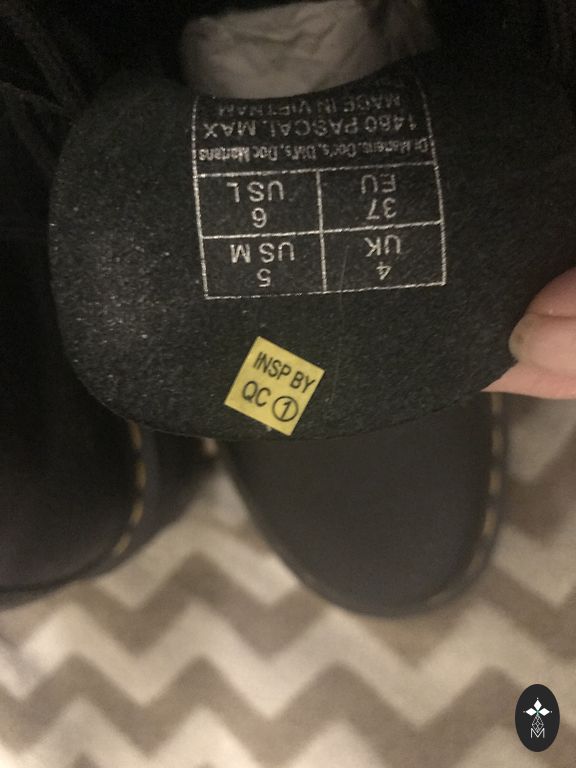 4
UK
5
US M
37
EU
6
US L
Dr. Martens, Doc's, DM's, Doc Martens
1460 PASCAL MAX
MADE IN VIETNAM
INSP BY
QC 1
M